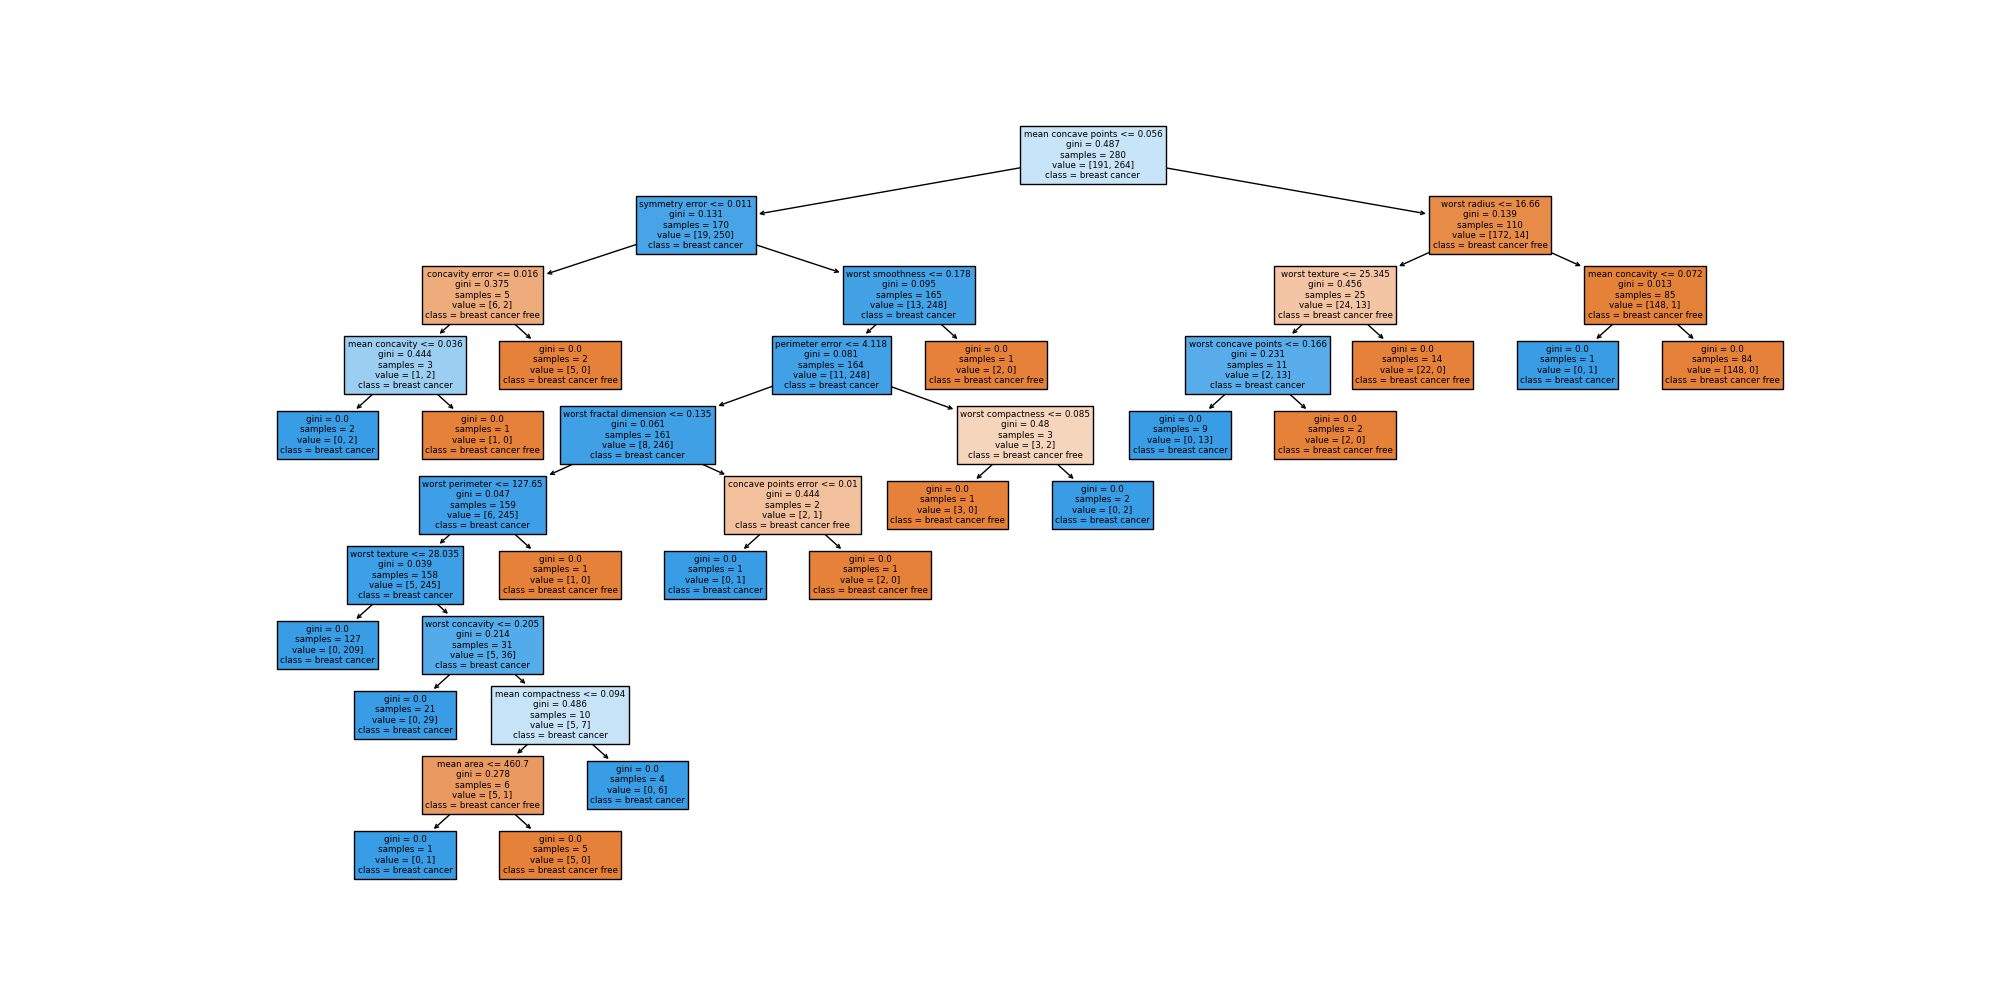 mean concave points <= 0.056
gini = 0.487
samples = 280
value = [191, 264]
class = breast cancer
symmetry error <= 0.011
gini = 0.131
samples = 170
value = [19, 250]
class = breast cancer
worst radius <= 16.66
gini = 0.139
samples = 110
value = [172, 14]
class = breast cancer free
concavity error <= 0.016
gini = 0.375
samples = 5
value = [6, 2]
class = breast cancer free
worst smoothness <= 0.178
gini = 0.095
samples = 165
value = [13, 248]
class = breast cancer
worst texture <= 25.345
gini = 0.456
samples = 25
value = [24, 13]
class = breast cancer free
mean concavity <= 0.072
gini = 0.013
samples = 85
value = [148, 1]
class = breast cancer free
mean concavity <= 0.036
gini = 0.444
samples = 3
value = [1, 2]
class = breast cancer
gini = 0.0
samples = 2
value = [5, 0]
class = breast cancer free
perimeter error <= 4.118
gini = 0.081
samples = 164
value = [11, 248]
class = breast cancer
gini = 0.0
samples = 1
value = [2, 0]
class = breast cancer free
worst concave points <= 0.166
gini = 0.231
samples = 11
value = [2, 13]
class = breast cancer
gini = 0.0
samples = 14
value = [22, 0]
class = breast cancer free
gini = 0.0
samples = 1
value = [0, 1]
class = breast cancer
gini = 0.0
samples = 84
value = [148, 0]
class = breast cancer free
gini = 0.0
samples = 2
value = [0, 2]
class = breast cancer
gini = 0.0
samples = 1
value = [1, 0]
class = breast cancer free
worst fractal dimension <= 0.135
gini = 0.061
samples = 161
value = [8, 246]
class = breast cancer
worst compactness <= 0.085
gini = 0.48
samples = 3
value = [3, 2]
class = breast cancer free
gini = 0.0
samples = 9
value = [0, 13]
class = breast cancer
gini = 0.0
samples = 2
value = [2, 0]
class = breast cancer free
worst perimeter <= 127.65
gini = 0.047
samples = 159
value = [6, 245]
class = breast cancer
concave points error <= 0.01
gini = 0.444
samples = 2
value = [2, 1]
class = breast cancer free
gini = 0.0
samples = 1
value = [3, 0]
class = breast cancer free
gini = 0.0
samples = 2
value = [0, 2]
class = breast cancer
worst texture <= 28.035
gini = 0.039
samples = 158
value = [5, 245]
class = breast cancer
gini = 0.0
samples = 1
value = [1, 0]
class = breast cancer free
gini = 0.0
samples = 1
value = [0, 1]
class = breast cancer
gini = 0.0
samples = 1
value = [2, 0]
class = breast cancer free
gini = 0.0
samples = 127
value = [0, 209]
class = breast cancer
worst concavity <= 0.205
gini = 0.214
samples = 31
value = [5, 36]
class = breast cancer
gini = 0.0
samples = 21
value = [0, 29]
class = breast cancer
mean compactness <= 0.094
gini = 0.486
samples = 10
value = [5, 7]
class = breast cancer
mean area <= 460.7
gini = 0.278
samples = 6
value = [5, 1]
class = breast cancer free
gini = 0.0
samples = 4
value = [0, 6]
class = breast cancer
gini = 0.0
samples = 1
value = [0, 1]
class = breast cancer
gini = 0.0
samples = 5
value = [5, 0]
class = breast cancer free